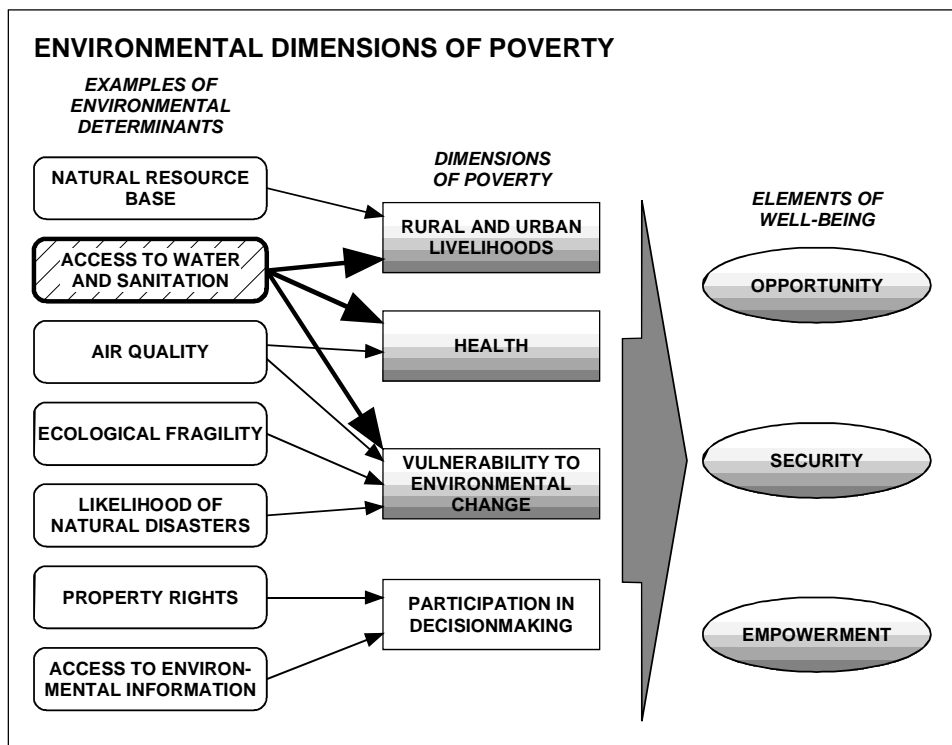 ENVIRONMENTAL DIMENSIONS OF POVERTY
EXAMPLES OF
ENVIRONMENTAL
DETERMINANTS
NATURAL RESOURCE
BASE
ACCESS TO WATER
AND SANITATION
AIR QUALITY
ECOLOGICAL FRAGILITY
LIKELIHOOD OF
NATURAL DISASTERS
PROPERTY RIGHTS
ACCESS TO ENVIRON-
MENTAL INFORMATION
DIMENSIONS
OF POVERTY
RURAL AND URBAN
LIVELIHOODS
HEALTH
VULNERABILITY TO
ENVIRONMENTAL
CHANGE
PARTICIPATION IN
DECISIONMAKING
ELEMENTS OF
WELL-BEING
OPPORTUNITY
SECURITY
EMPOWERMENT